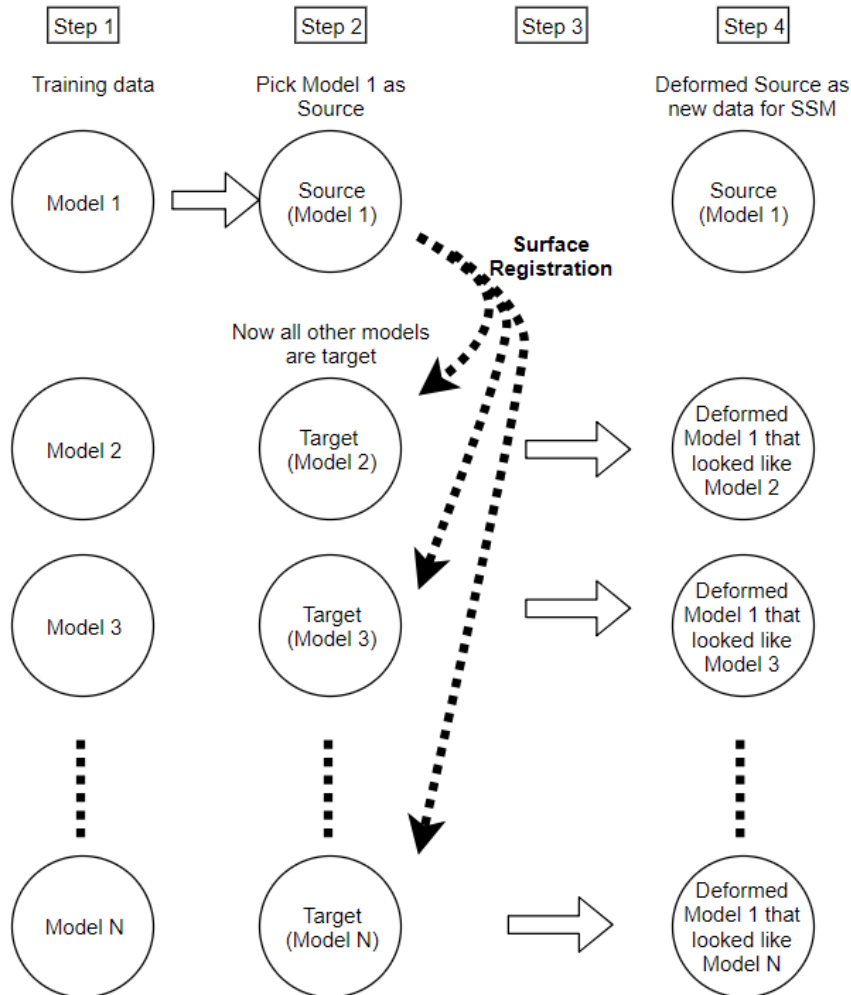 Step 1
Step 2
Step 3
Step 4
Training data
Pick Model 1 as
Source
Deformed Source as
new data for SSM
Model 1
Source
(Model 1)
Source
(Model 1)
Surface
Registration
Now all other models
are target
Model 2
Target
(Model 2)
Deformed
Model 1 that
looked like
Model 2
Model 3
Target
(Model 3)
Deformed
Model 1 that
looked like
Model 3
Model N
Target
(Model N)
Deformed
Model 1 that
looked like
Model N